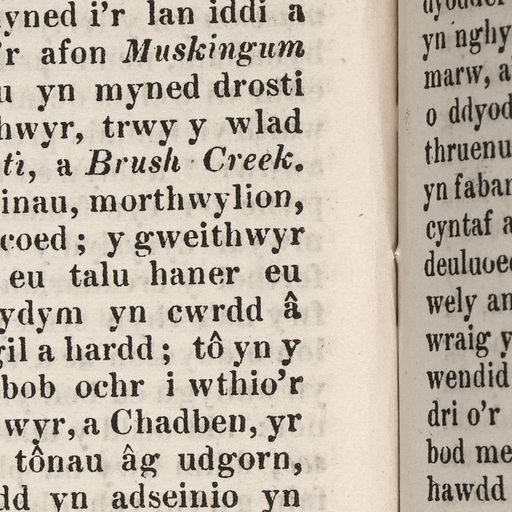 myned i'r lan iddi a
'r afon Muskingum
u yn myned drosti
hwyr, trwy y wlad
ti, a Brush Creek.
inau, morthwylion,
coed ; y gweithwyr
eu talu haner eu
ydym yn cwrdd â
gil a hardd ; tô yn y
bob ochr i wthio'r
wyr, a Chadben, yr
tônau âg udgorn,
dd yn adseinio yn
yn nghy
marw, a
o ddyod
thruenu
yn faban
cyntaf a
deuluoe
wely an
wraig y
wendid
dri o'r
bod me
hawdd